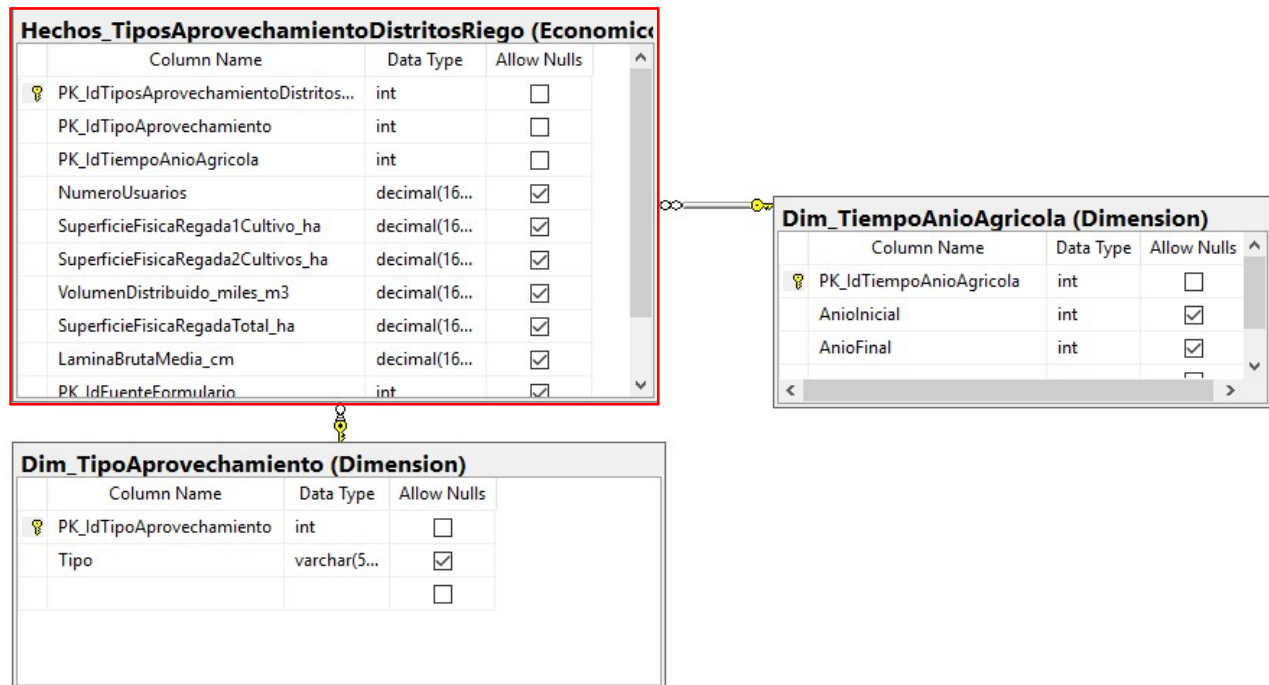 Hechos_TiposAprovechamientoDistritosRiego (Economico
Column Name Data Type Allow Nulls
PK_IdTiposAprovechamientoDistritos... int
PK_IdTipoAprovechamiento int
PK_IdTiempoAnioAgricola int
NumeroUsuarios decimal(16...
SuperficieFisicaRegada1Cultivo_ha decimal(16...
SuperficieFisicaRegada2Cultivos_ha decimal(16...
VolumenDistribuido_miles_m3 decimal(16...
SuperficieFisicaRegadaTotal_ha decimal(16...
LaminaBrutaMedia_cm decimal(16...
PK_IdFuenteFormulario int
Dim_TiempoAnioAgricola (Dimension)
Column Name Data Type Allow Nulls
PK_IdTiempoAnioAgricola int
AnioInicial int
AnioFinal int
Dim_TipoAprovechamiento (Dimension)
Column Name Data Type Allow Nulls
PK_IdTipoAprovechamiento int
Tipo varchar(5...